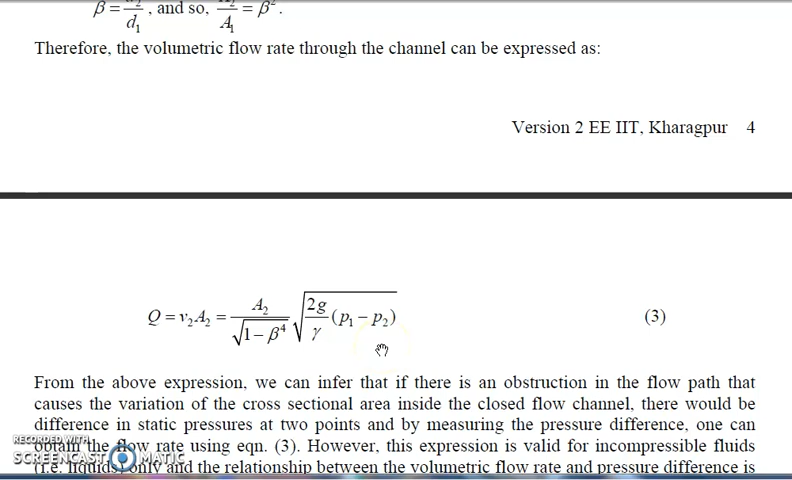 β = d₂/d₁ , and so, A₂/A₁ = β² .
Therefore, the volumetric flow rate through the channel can be expressed as:
Version 2 EE IIT, Kharagpur 4
Q = v₂A₂ = A₂/√(1 − β⁴) √(2g/γ (p₁ − p₂)) (3)
From the above expression, we can infer that if there is an obstruction in the flow path that
causes the variation of the cross sectional area inside the closed flow channel, there would be
difference in static pressures at two points and by measuring the pressure difference, one can
obtain the flow rate using eqn. (3). However, this expression is valid for incompressible fluids
(i.e. liquids) only and the relationship between the volumetric flow rate and pressure difference is
RECORDED WITH
SCREENCAST MATIC